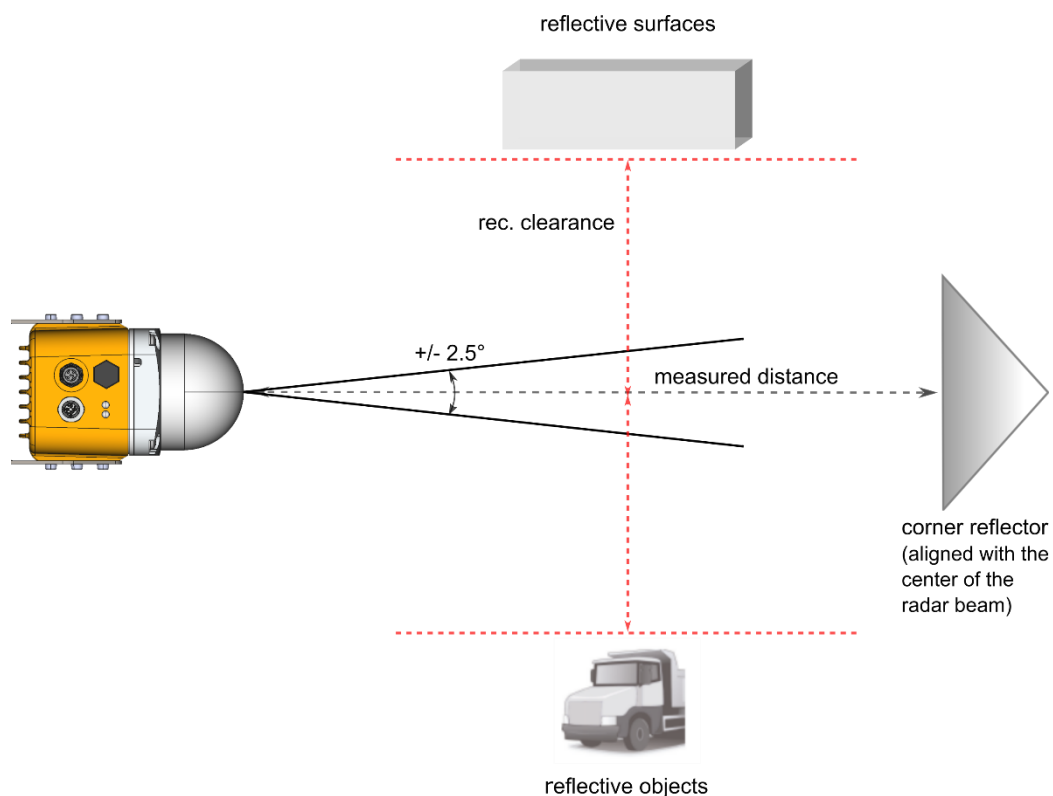 reflective surfaces
rec. clearance
+/- 2.5°
measured distance
corner reflector
(aligned with the
center of the
radar beam)
reflective objects